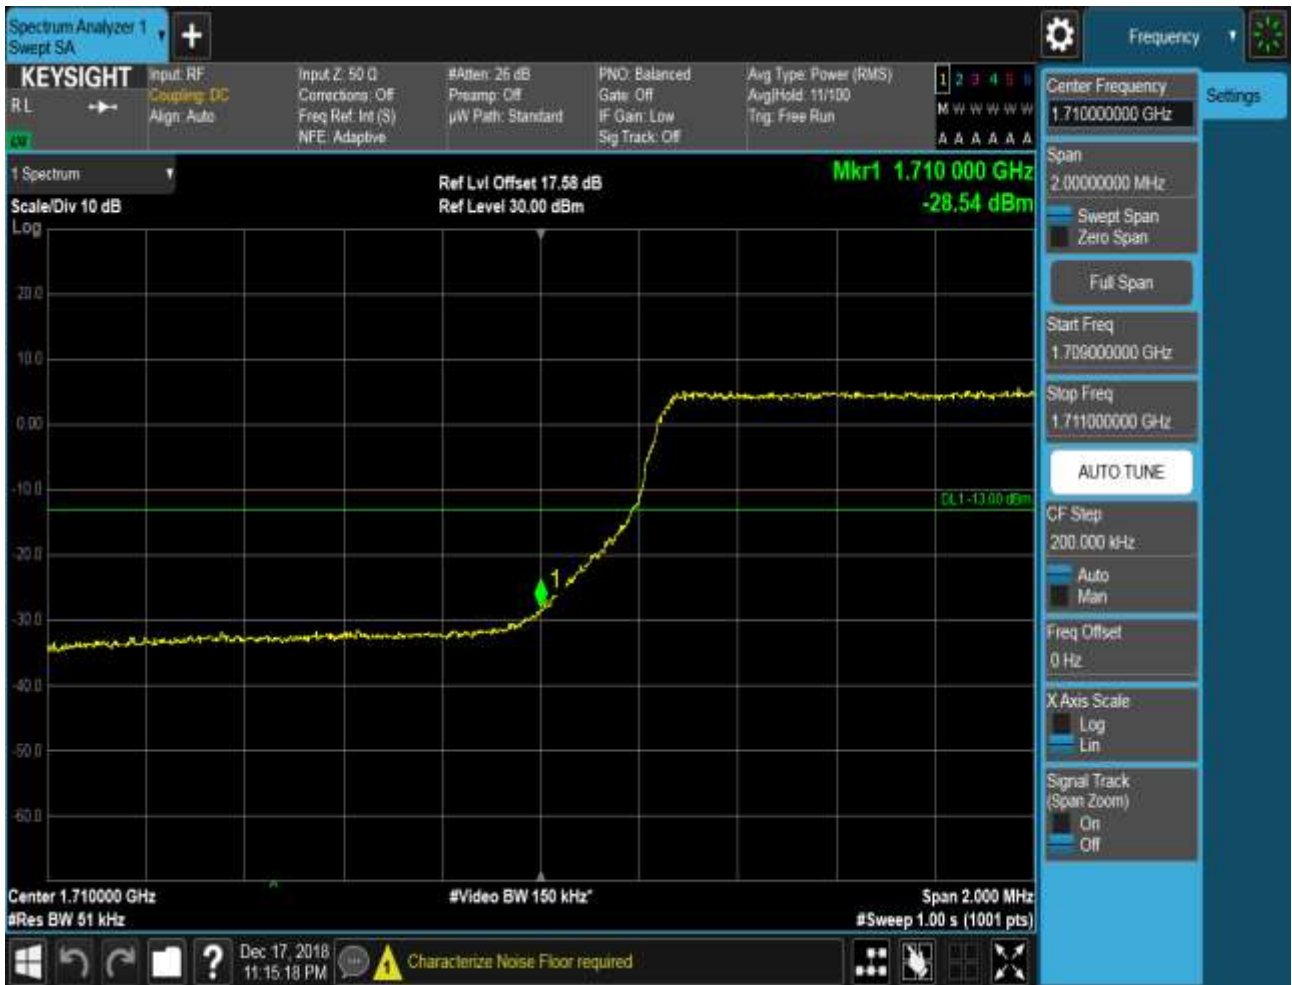 Spectrum Analyzer 1
Swept SA
+
Frequency
KEYSIGHT
R L
Input: RF
Coupling: DC
Align: Auto
Input Z: 50 Ω
Corrections: Off
Freq Ref: Int (S)
NFE: Adaptive
#Atten: 26 dB
Preamp: Off
µW Path: Standard
PNO: Balanced
Gate: Off
IF Gain: Low
Sig Track: Off
Avg Type: Power (RMS)
Avg|Hold: 11/100
Trig: Free Run
1 2 3 4 5 6
M W W W W W
A A A A A A
1 Spectrum
Scale/Div 10 dB
Log
Ref Lvl Offset 17.58 dB
Ref Level 30.00 dBm
Mkr1 1.710 000 GHz
-28.54 dBm
20.0
10.0
0.00
-10.0
-20.0
-30.0
-40.0
-50.0
-60.0
DL1 -13.00 dBm
1
Center 1.710000 GHz
#Res BW 51 kHz
#Video BW 150 kHz*
Span 2.000 MHz
#Sweep 1.00 s (1001 pts)
Center Frequency
1.710000000 GHz
Settings
Span
2.00000000 MHz
Swept Span
Zero Span
Full Span
Start Freq
1.709000000 GHz
Stop Freq
1.711000000 GHz
AUTO TUNE
CF Step
200.000 kHz
Auto
Man
Freq Offset
0 Hz
X Axis Scale
Log
Lin
Signal Track
(Span Zoom)
On
Off
?
Dec 17, 2018
11:15:18 PM
1
Characterize Noise Floor required